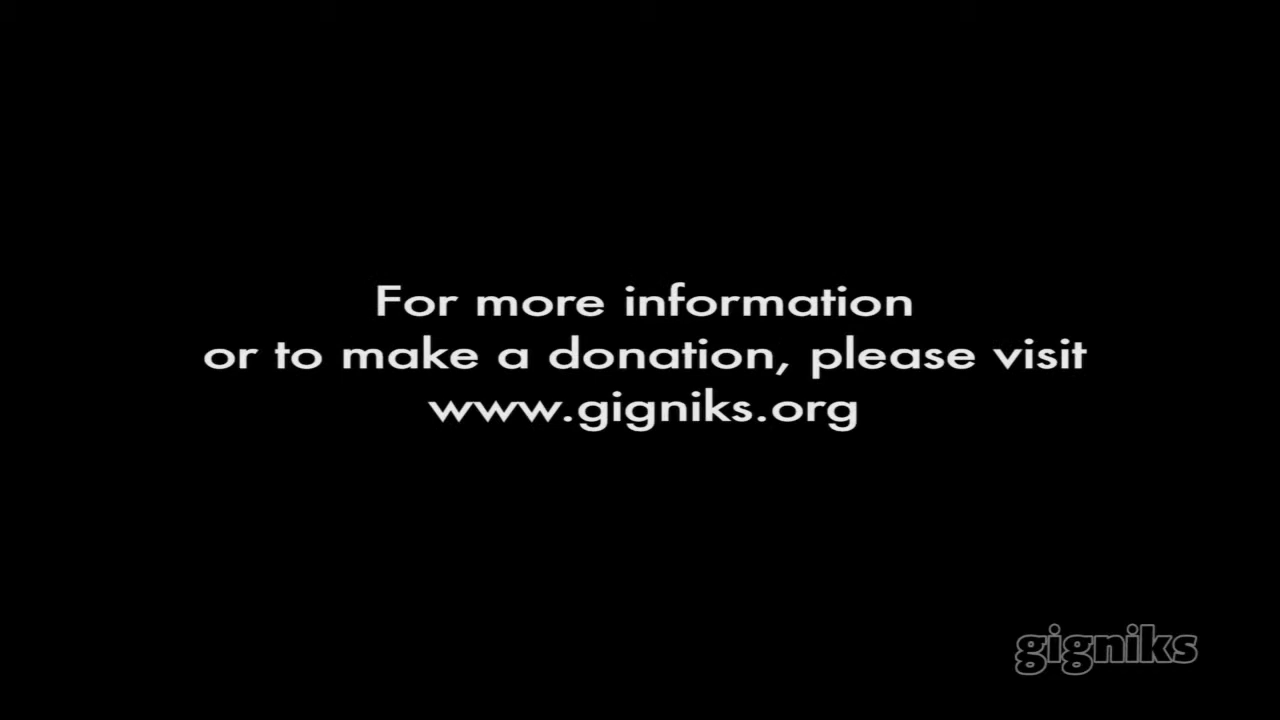 For more information
or to make a donation, please visit
www.gigniks.org
gigniks